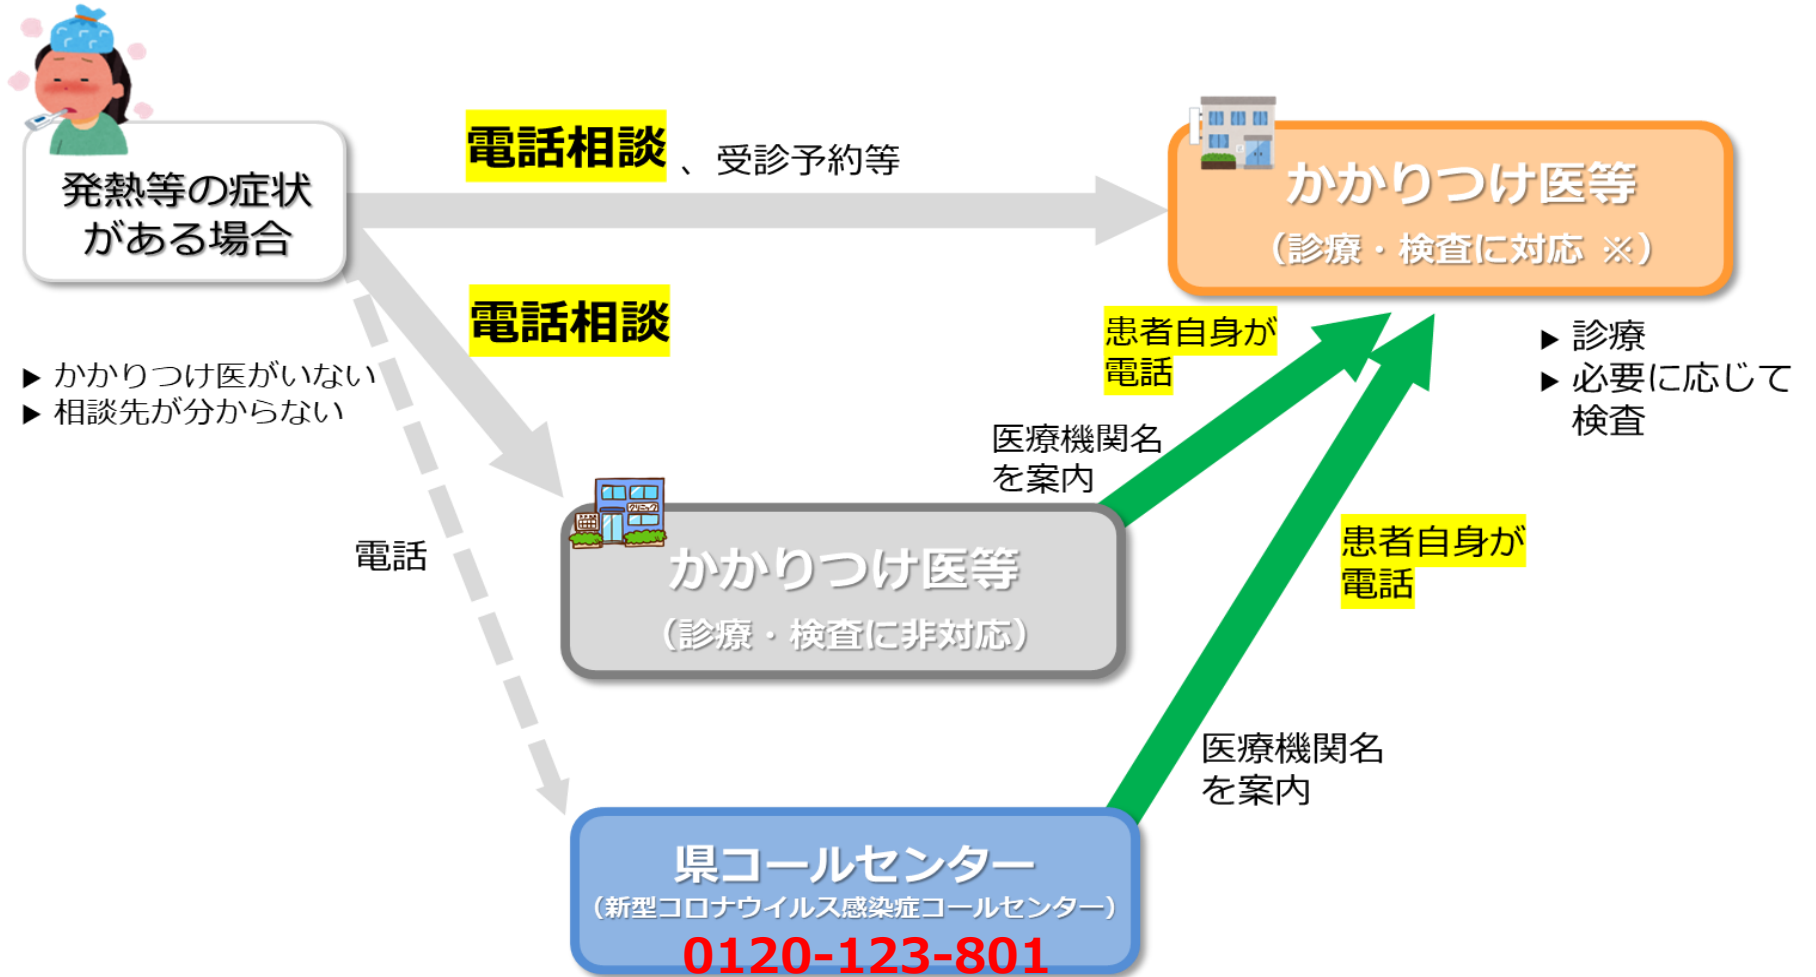 電話相談 、受診予約等
発熱等の症状
がある場合
かかりつけ医等
（診療・検査に対応 ※）
電話相談
▶ かかりつけ医がいない
▶ 相談先が分からない
患者自身が
電話
▶ 診療
▶ 必要に応じて
検査
医療機関名
を案内
電話
クリニック
かかりつけ医等
（診療・検査に非対応）
患者自身が
電話
医療機関名
を案内
県コールセンター
（新型コロナウイルス感染症コールセンター）
0120-123-801